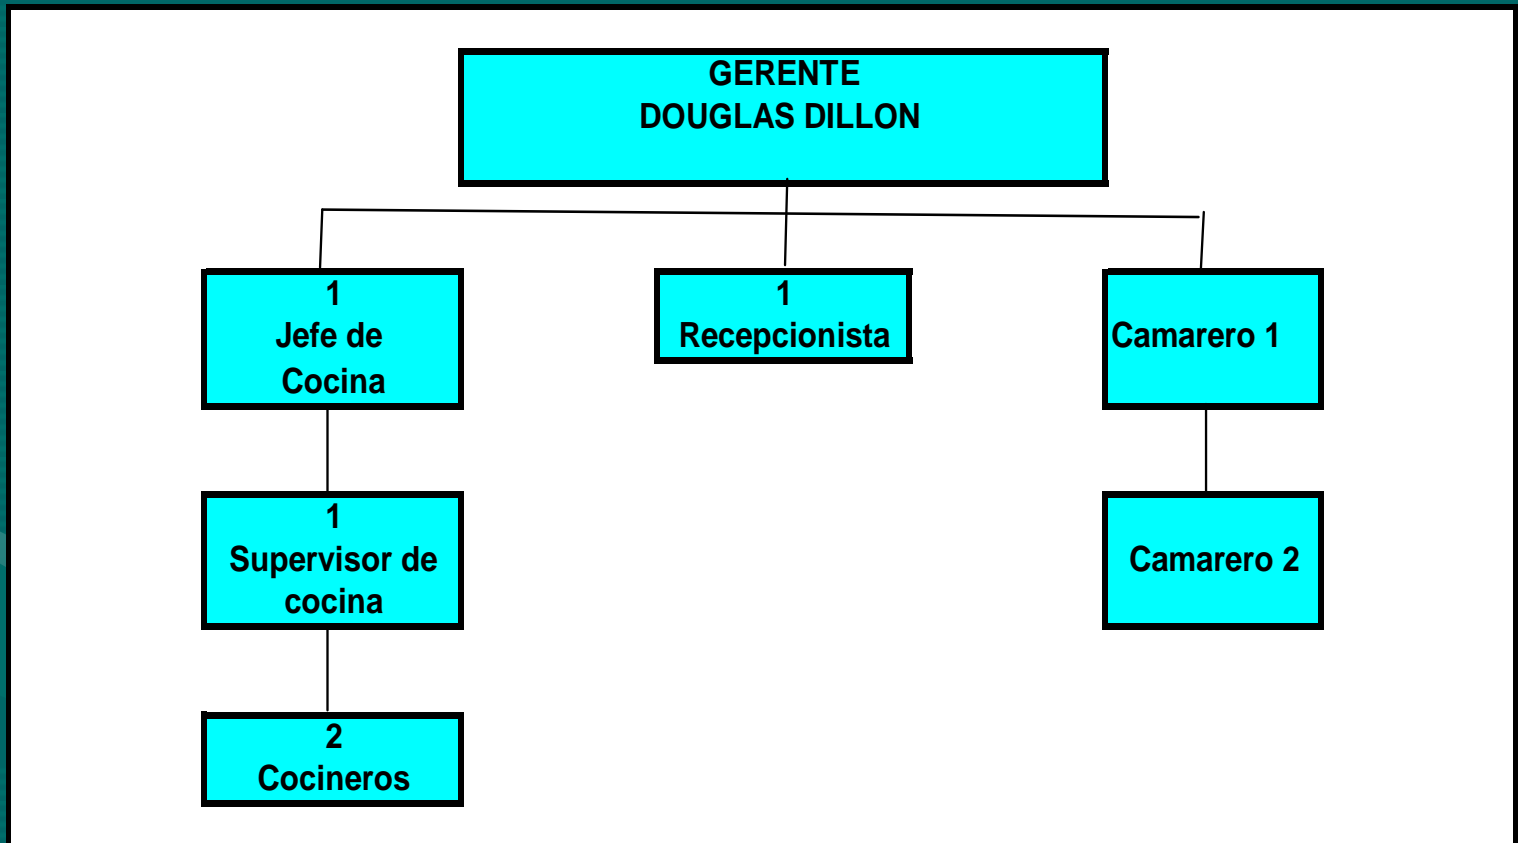 GERENTE
DOUGLAS DILLON
1
Jefe de
Cocina
1
Recepcionista
Camarero 1
1
Supervisor de
cocina
Camarero 2
2
Cocineros